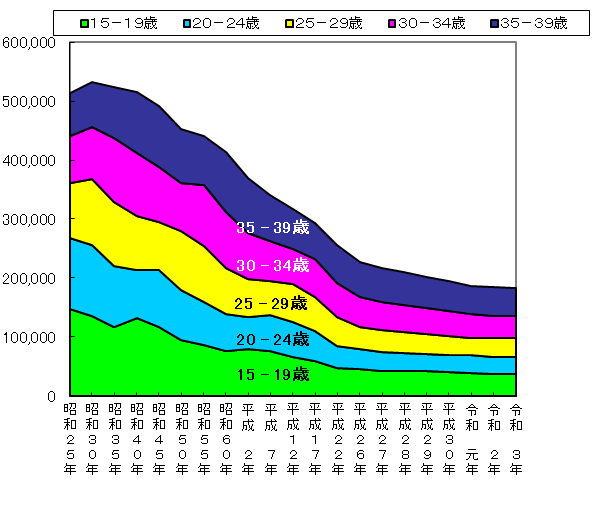 15－19歳 20－24歳 25－29歳 30－34歳 35－39歳
600,000
500,000
400,000
300,000
200,000
100,000
0
35－39歳
30－34歳
25－29歳
20－24歳
15－19歳
昭和25年
昭和30年
昭和35年
昭和40年
昭和45年
昭和50年
昭和55年
昭和60年
平成 2年
平成 7年
平成12年
平成17年
平成22年
平成26年
平成27年
平成28年
平成29年
平成30年
令和 元年
令和 2年
令和 3年